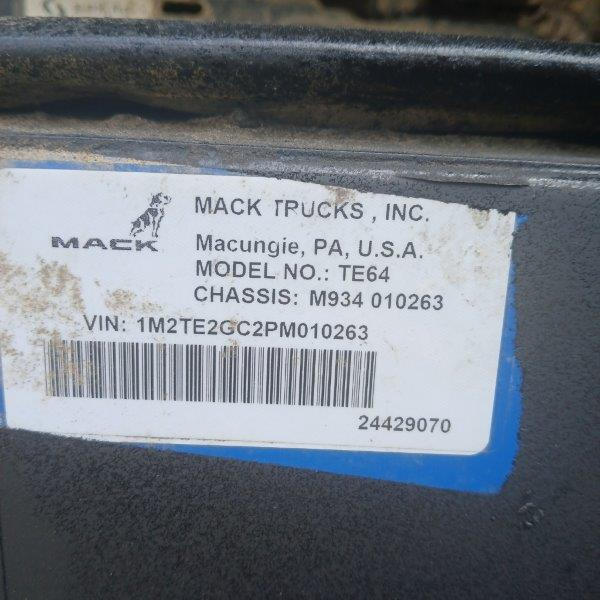 MACK
MACK TRUCKS , INC.
Macungie, PA, U.S.A.
MODEL NO.: TE64
CHASSIS: M934 010263
VIN: 1M2TE2GC2PM010263
24429070